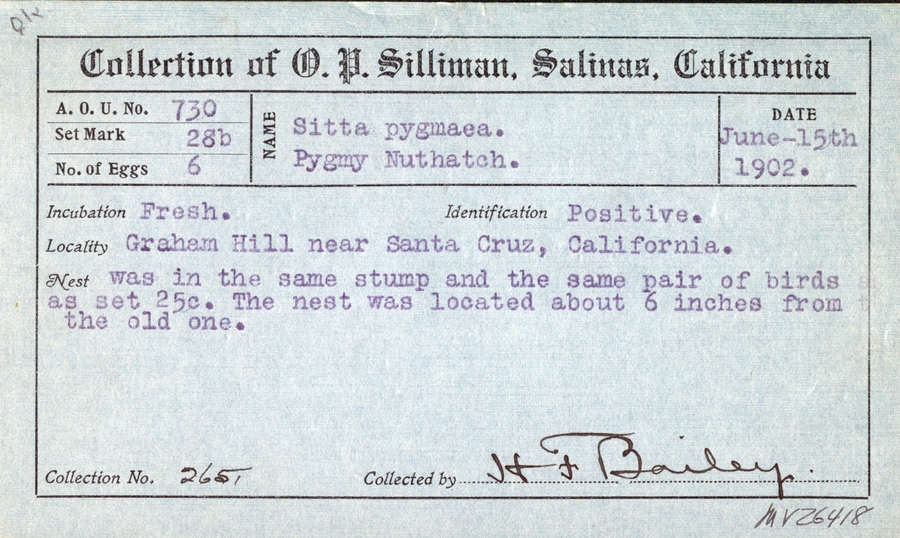 Ok
Collection of O. P. Silliman, Salinas, California
A. O. U. No. 730
Set Mark 28b
No. of Eggs 6
NAME
Sitta pygmaea.
Pygmy Nuthatch.
DATE
June-15th
1902.
Incubation Fresh. Identification Positive.
Locality Graham Hill near Santa Cruz, California.
Nest was in the same stump and the same pair of birds
as set 25c. The nest was located about 6 inches from
the old one.
Collection No. 265, Collected by H F Bailey.
MVZ6418